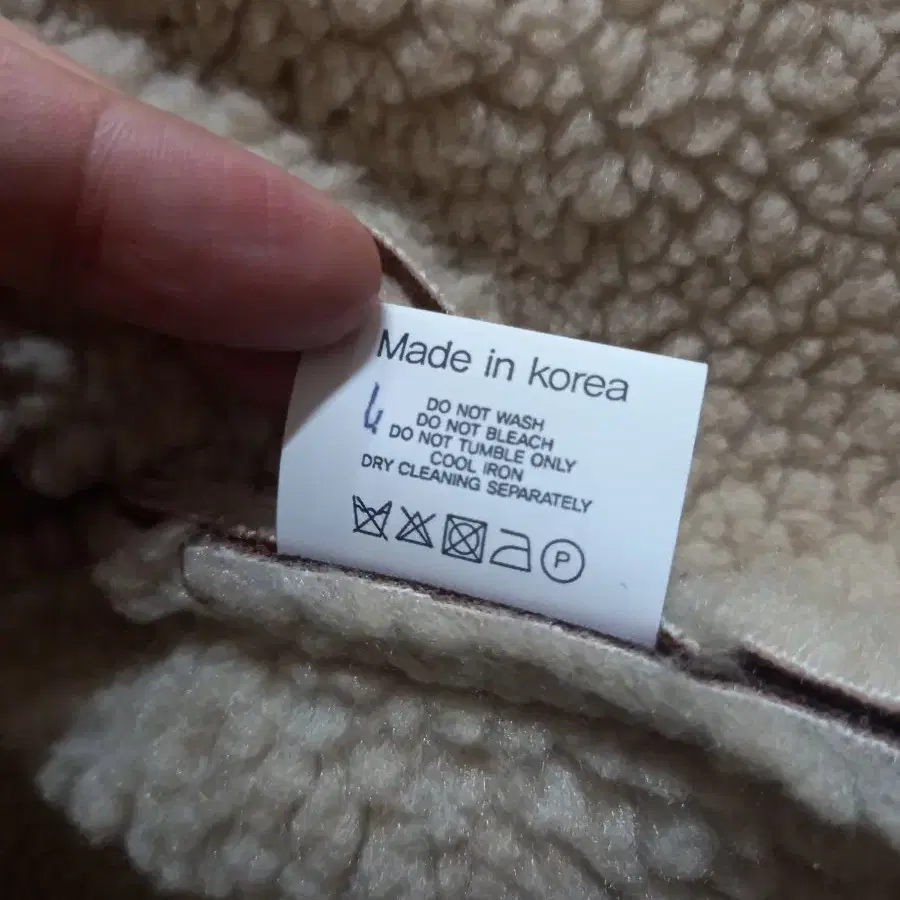 Made in korea
DO NOT WASH
DO NOT BLEACH
DO NOT TUMBLE ONLY
COOL IRON
DRY CLEANING SEPARATELY
P